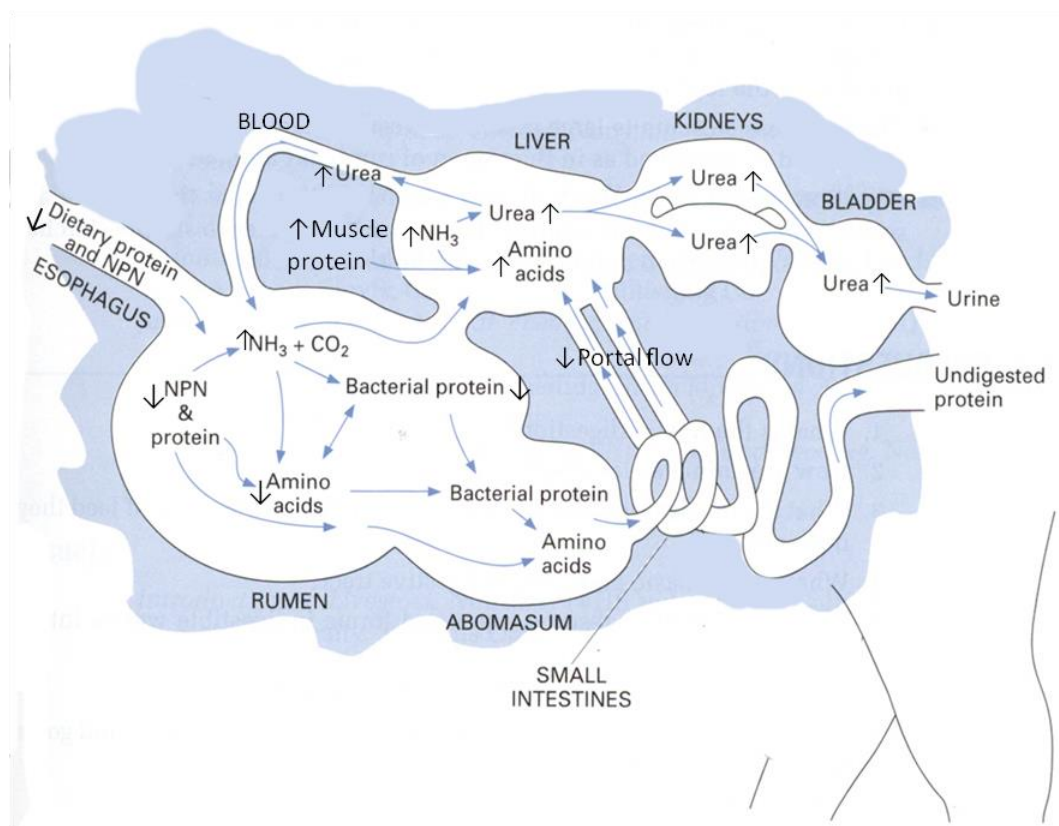 BLOOD
LIVER
KIDNEYS
BLADDER
↑Urea
Urea ↑
Urea ↑
Urea↑
Urea↑
Urine
↑Muscle
protein
↑NH₃
↑Amino
acids
↓Dietary protein
and NPN
ESOPHAGUS
↑NH₃ + CO₂
↓Portal flow
Bacterial protein↓
↓NPN
&
protein
↓Amino
acids
Bacterial protein
Amino
acids
Undigested
protein
RUMEN
ABOMASUM
SMALL
INTESTINES